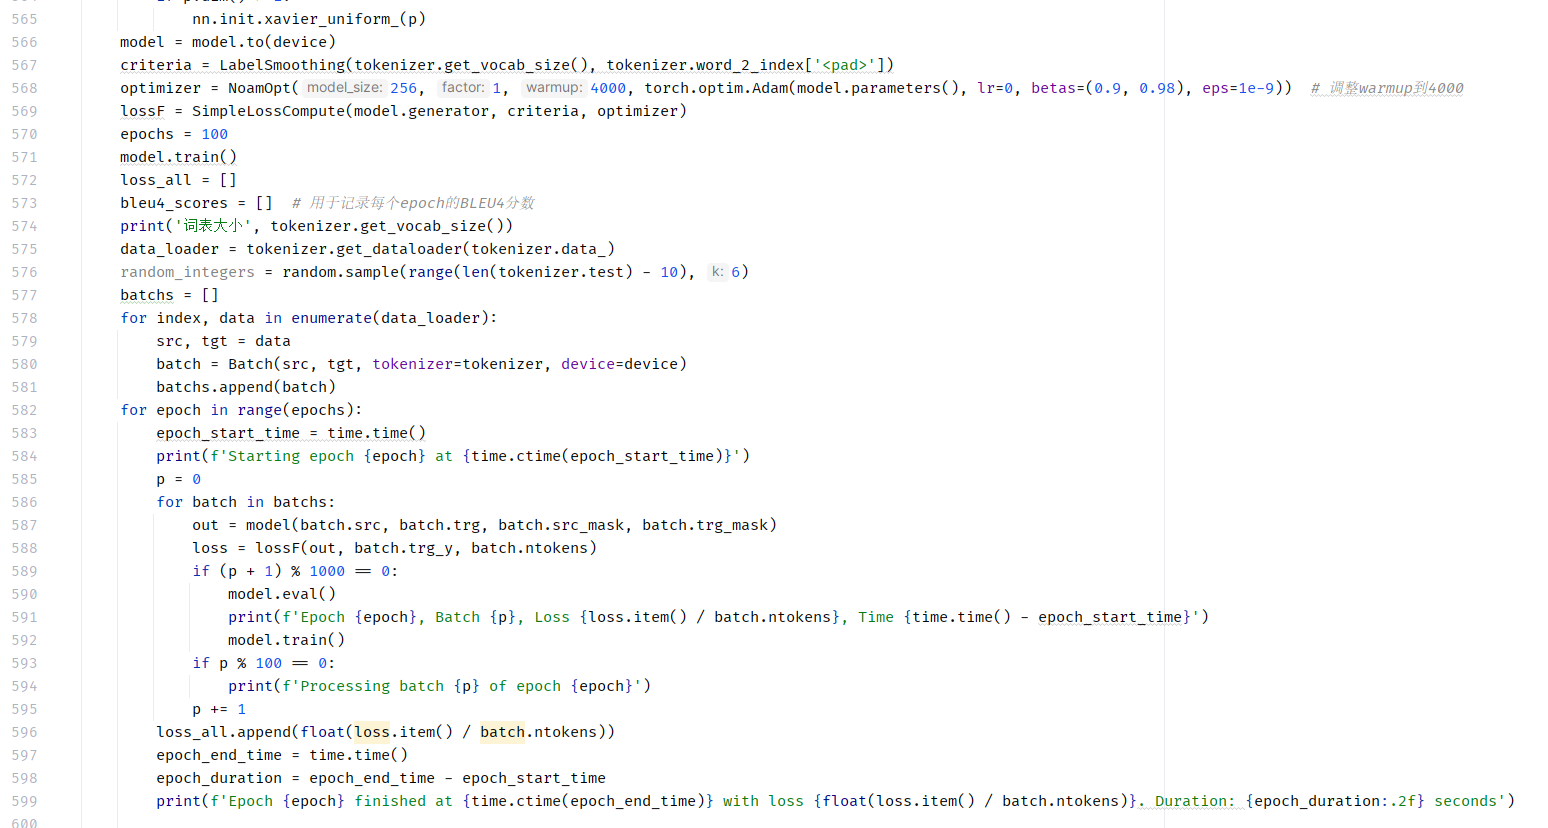 565 nn.init.xavier_uniform_(p)
566 model = model.to(device)
567 criteria = LabelSmoothing(tokenizer.get_vocab_size(), tokenizer.word_2_index['<pad>'])
568 optimizer = NoamOpt( model_size: 256, factor: 1, warmup: 4000, torch.optim.Adam(model.parameters(), lr=0, betas=(0.9, 0.98), eps=1e-9)) # 调整warmup到4000
569 lossF = SimpleLossCompute(model.generator, criteria, optimizer)
570 epochs = 100
571 model.train()
572 loss_all = []
573 bleu4_scores = [] # 用于记录每个epoch的BLEU4分数
574 print('词表大小', tokenizer.get_vocab_size())
575 data_loader = tokenizer.get_dataloader(tokenizer.data_)
576 random_integers = random.sample(range(len(tokenizer.test) - 10), k: 6)
577 batchs = []
578 for index, data in enumerate(data_loader):
579 src, tgt = data
580 batch = Batch(src, tgt, tokenizer=tokenizer, device=device)
581 batchs.append(batch)
582 for epoch in range(epochs):
583 epoch_start_time = time.time()
584 print(f'Starting epoch {epoch} at {time.ctime(epoch_start_time)}')
585 p = 0
586 for batch in batchs:
587 out = model(batch.src, batch.trg, batch.src_mask, batch.trg_mask)
588 loss = lossF(out, batch.trg_y, batch.ntokens)
589 if (p + 1) % 1000 == 0:
590 model.eval()
591 print(f'Epoch {epoch}, Batch {p}, Loss {loss.item() / batch.ntokens}, Time {time.time() - epoch_start_time}')
592 model.train()
593 if p % 100 == 0:
594 print(f'Processing batch {p} of epoch {epoch}')
595 p += 1
596 loss_all.append(float(loss.item() / batch.ntokens))
597 epoch_end_time = time.time()
598 epoch_duration = epoch_end_time - epoch_start_time
599 print(f'Epoch {epoch} finished at {time.ctime(epoch_end_time)} with loss {float(loss.item() / batch.ntokens)}. Duration: {epoch_duration:.2f} seconds')
600